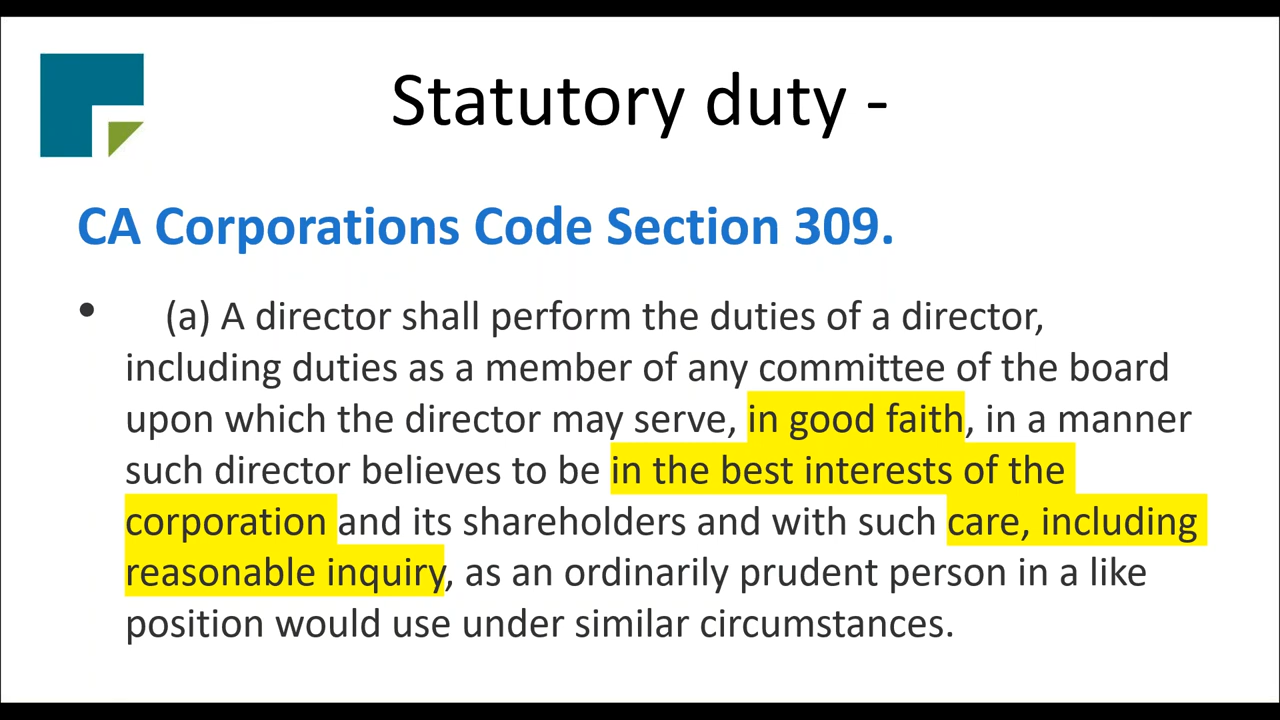 Statutory duty -
CA Corporations Code Section 309.
• (a) A director shall perform the duties of a director,
including duties as a member of any committee of the board
upon which the director may serve, in good faith, in a manner
such director believes to be in the best interests of the
corporation and its shareholders and with such care, including
reasonable inquiry, as an ordinarily prudent person in a like
position would use under similar circumstances.